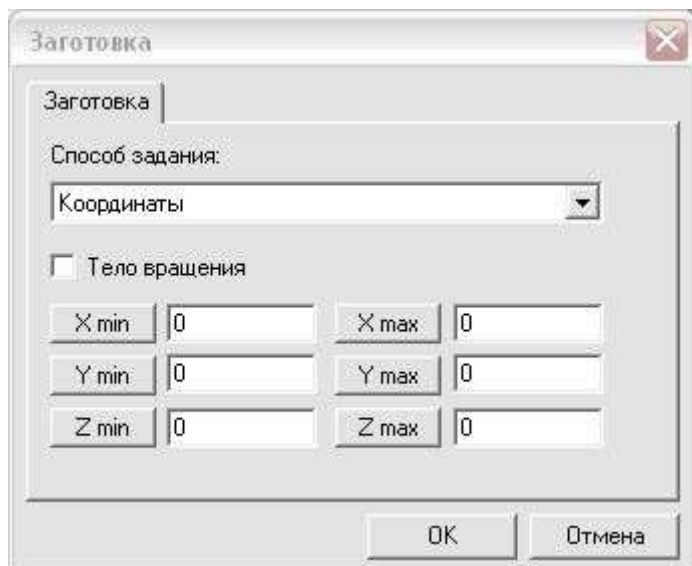 Заготовка
Заготовка
Способ задания:
Координаты
Тело вращения
X min 0 X max 0
Y min 0 Y max 0
Z min 0 Z max 0
OK Отмена